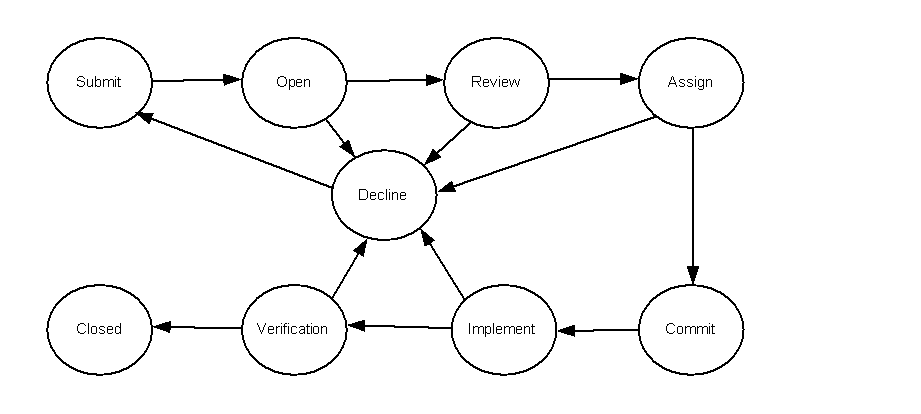 Submit
Open
Review
Assign
Decline
Closed
Verification
Implement
Commit